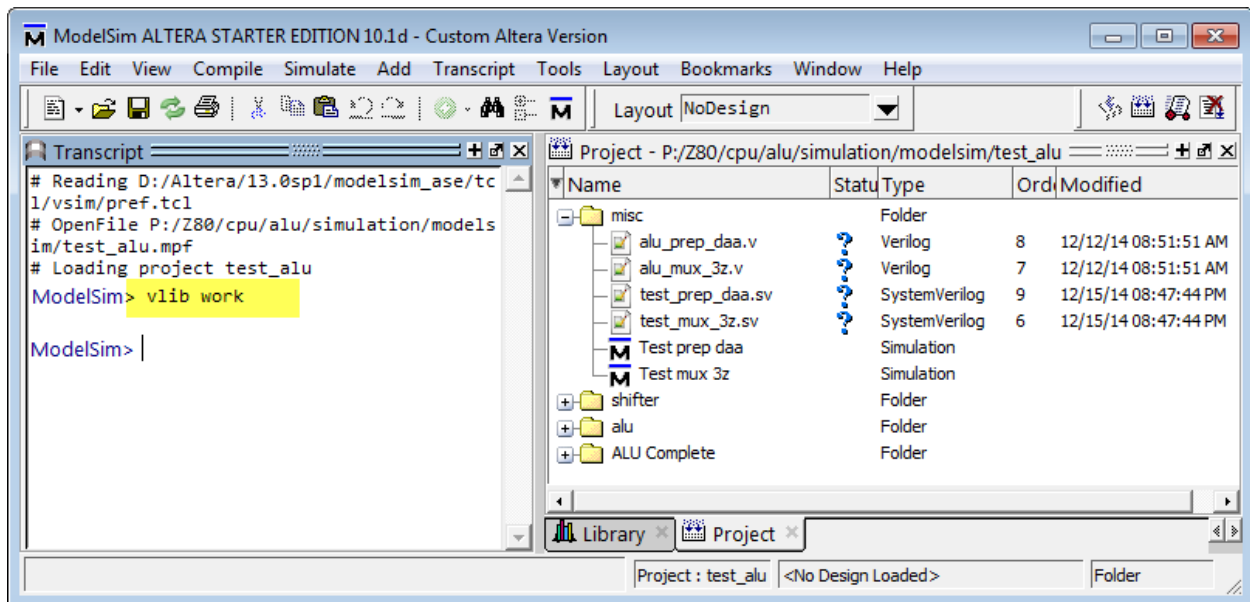 ModelSim ALTERA STARTER EDITION 10.1d - Custom Altera Version
File Edit View Compile Simulate Add Transcript Tools Layout Bookmarks Window Help
Layout NoDesign
Transcript
# Reading D:/Altera/13.0sp1/modelsim_ase/tc
l/vsim/pref.tcl
# OpenFile P:/Z80/cpu/alu/simulation/models
im/test_alu.mpf
# Loading project test_alu
ModelSim> vlib work
ModelSim>
Project - P:/Z80/cpu/alu/simulation/modelsim/test_alu
Name Statu Type Ord Modified
misc Folder
alu_prep_daa.v ? Verilog 8 12/12/14 08:51:51 AM
alu_mux_3z.v ? Verilog 7 12/12/14 08:51:51 AM
test_prep_daa.sv ? SystemVerilog 9 12/15/14 08:47:44 PM
test_mux_3z.sv ? SystemVerilog 6 12/15/14 08:47:44 PM
Test prep daa Simulation
Test mux 3z Simulation
shifter Folder
alu Folder
ALU Complete Folder
Library Project
Project : test_alu <No Design Loaded> Folder